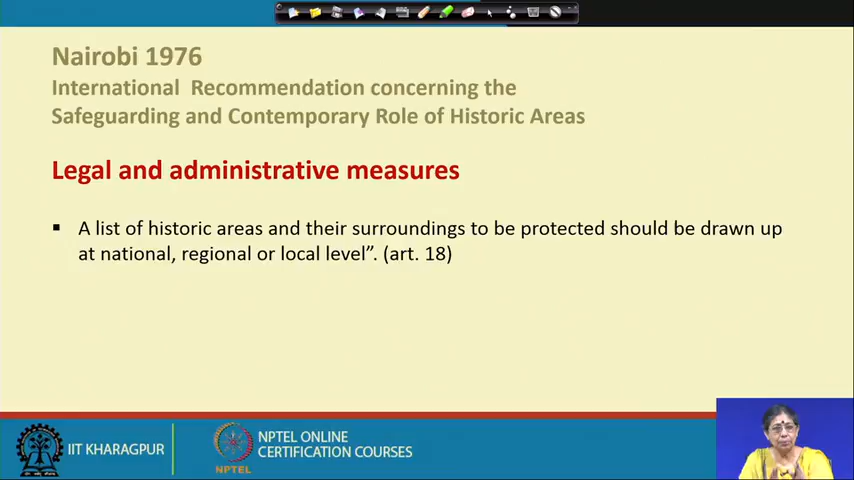 Nairobi 1976
International Recommendation concerning the
Safeguarding and Contemporary Role of Historic Areas
Legal and administrative measures
▪ A list of historic areas and their surroundings to be protected should be drawn up
at national, regional or local level”. (art. 18)
IIT KHARAGPUR
NPTEL
NPTEL ONLINE
CERTIFICATION COURSES